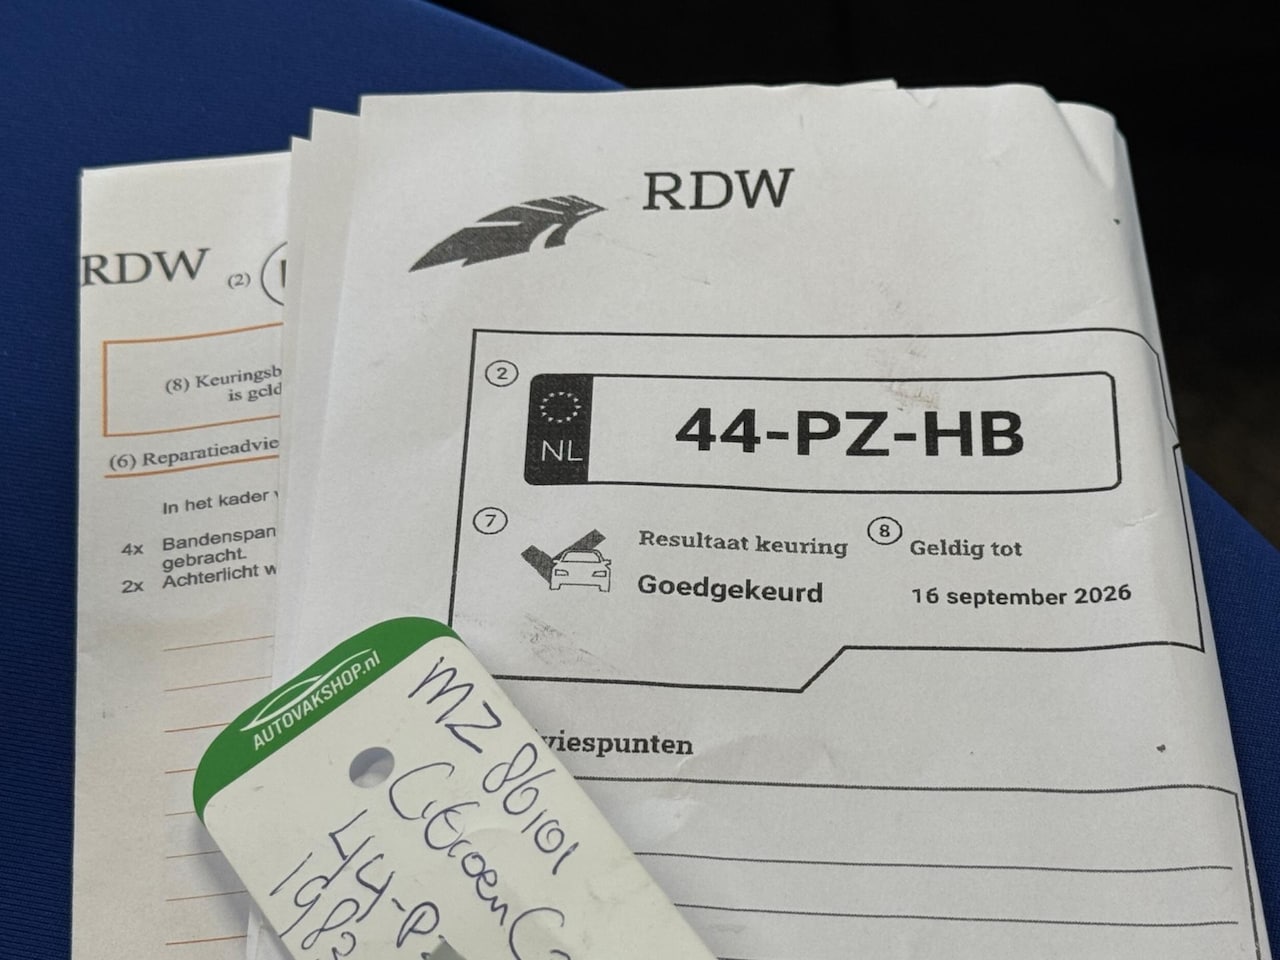 RDW
(2)
(8) Keuringsb
is geld
(6) Reparatieadvie
In het kader v
4x Bandenspan
gebracht.
2x Achterlicht w
RDW
2
NL
44-PZ-HB
7
Resultaat keuring
Goedgekeurd
8
Geldig tot
16 september 2026
viespunten
AUTOVAKSHOP.nl
MZ 86101
Citroen C
44-P
198